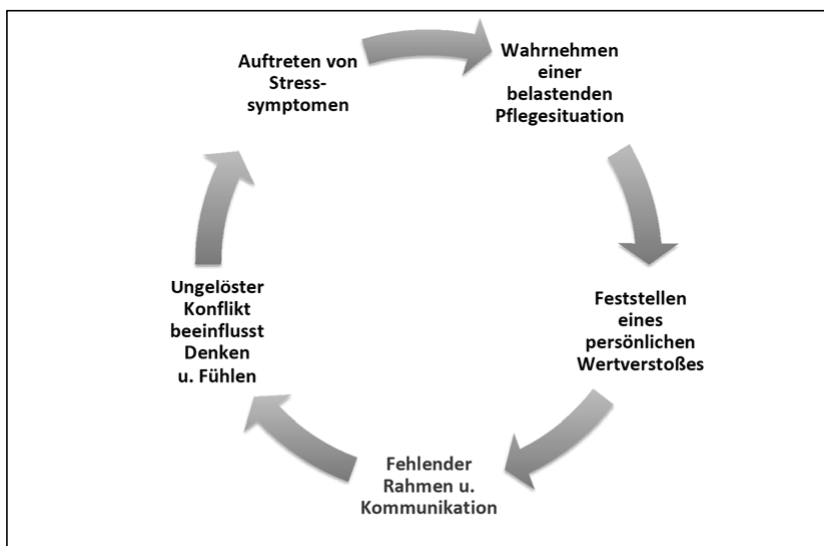 Auftreten von
Stress-
symptomen
Wahrnehmen
einer
belastenden
Pflegesituation
Feststellen
eines
persönlichen
Wertverstoßes
Fehlender
Rahmen u.
Kommunikation
Ungelöster
Konflikt
beeinflusst
Denken
u. Fühlen